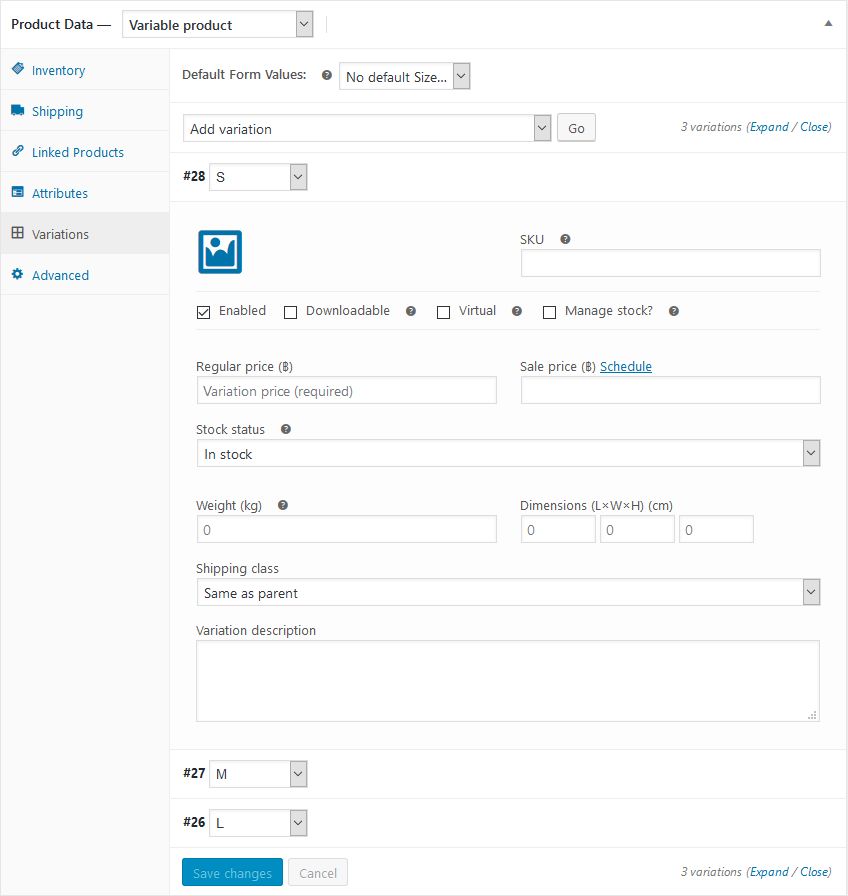 Product Data — Variable product
Inventory
Shipping
Linked Products
Attributes
Variations
Advanced
Default Form Values: ? No default Size...
Add variation Go 3 variations (Expand / Close)
#28 S
SKU ?
Enabled Downloadable ? Virtual ? Manage stock? ?
Regular price (฿) Sale price (฿) Schedule
Variation price (required)
Stock status ?
In stock
Weight (kg) ? Dimensions (L×W×H) (cm)
0 0 0 0
Shipping class
Same as parent
Variation description
#27 M
#26 L
Save changes Cancel 3 variations (Expand / Close)